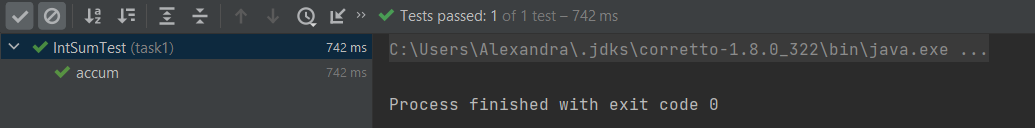 Tests passed: 1 of 1 test – 742 ms
IntSumTest (task1) 742 ms
accum 742 ms
C:\Users\Alexandra\.jdks\corretto-1.8.0_322\bin\java.exe ...
Process finished with exit code 0